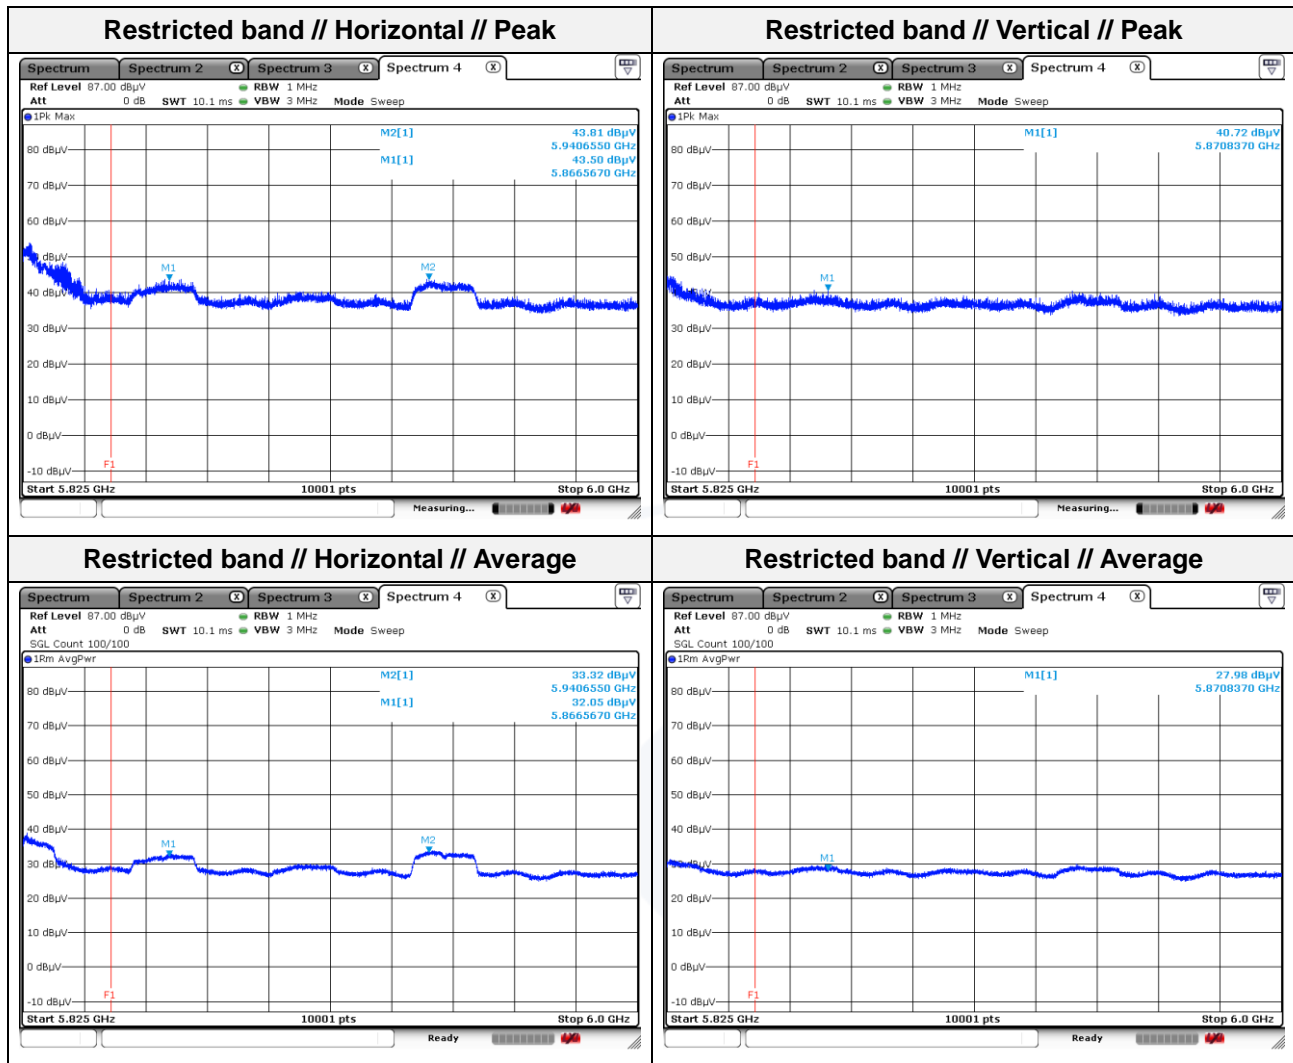 Restricted band // Horizontal // Peak
Spectrum Spectrum 2 X Spectrum 3 X Spectrum 4 X
Ref Level 87.00 dBµV RBW 1 MHz
Att 0 dB SWT 10.1 ms VBW 3 MHz Mode Sweep
1Pk Max
M2[1] 43.81 dBµV
5.9406550 GHz
M1[1] 43.50 dBµV
5.8665670 GHz
80 dBµV
70 dBµV
60 dBµV
50 dBµV
M1 M2
40 dBµV
30 dBµV
20 dBµV
10 dBµV
0 dBµV
-10 dBµV
F1
Start 5.825 GHz 10001 pts Stop 6.0 GHz
Measuring...
Restricted band // Vertical // Peak
Spectrum Spectrum 2 X Spectrum 3 X Spectrum 4 X
Ref Level 87.00 dBµV RBW 1 MHz
Att 0 dB SWT 10.1 ms VBW 3 MHz Mode Sweep
1Pk Max
M1[1] 40.72 dBµV
5.8708370 GHz
80 dBµV
70 dBµV
60 dBµV
50 dBµV
M1
40 dBµV
30 dBµV
20 dBµV
10 dBµV
0 dBµV
-10 dBµV
F1
Start 5.825 GHz 10001 pts Stop 6.0 GHz
Measuring...
Restricted band // Horizontal // Average
Spectrum Spectrum 2 X Spectrum 3 X Spectrum 4 X
Ref Level 87.00 dBµV RBW 1 MHz
Att 0 dB SWT 10.1 ms VBW 3 MHz Mode Sweep
SGL Count 100/100
1Rm AvgPwr
M2[1] 33.32 dBµV
5.9406550 GHz
M1[1] 32.05 dBµV
5.8665670 GHz
80 dBµV
70 dBµV
60 dBµV
50 dBµV
40 dBµV
M1 M2
30 dBµV
20 dBµV
10 dBµV
0 dBµV
-10 dBµV
F1
Start 5.825 GHz 10001 pts Stop 6.0 GHz
Ready
Restricted band // Vertical // Average
Spectrum Spectrum 2 X Spectrum 3 X Spectrum 4 X
Ref Level 87.00 dBµV RBW 1 MHz
Att 0 dB SWT 10.1 ms VBW 3 MHz Mode Sweep
SGL Count 100/100
1Rm AvgPwr
M1[1] 27.98 dBµV
5.8708370 GHz
80 dBµV
70 dBµV
60 dBµV
50 dBµV
40 dBµV
M1
30 dBµV
20 dBµV
10 dBµV
0 dBµV
-10 dBµV
F1
Start 5.825 GHz 10001 pts Stop 6.0 GHz
Ready